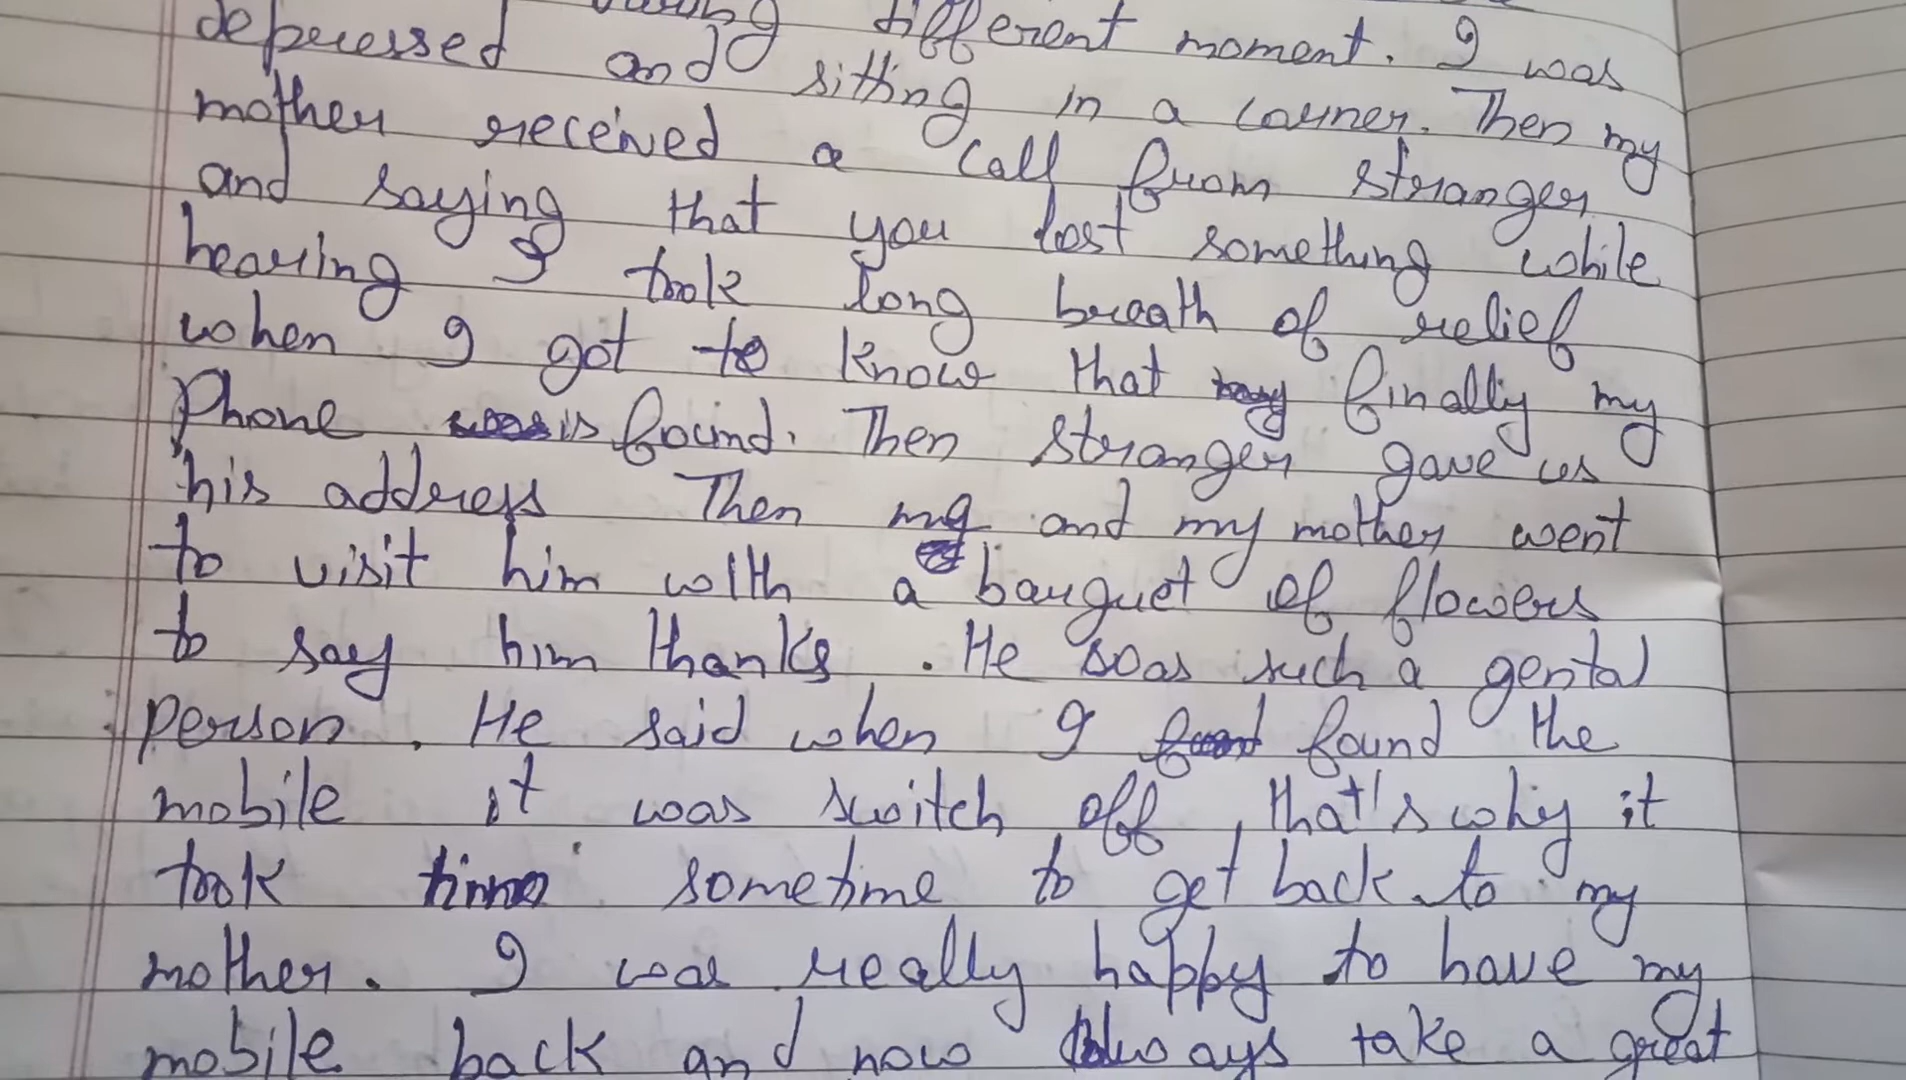 different moment. I was
depressed and sitting in a corner. Then my
mother received a call from stranger
and saying that you lost something while
hearing I took long breath of relief
when I got to know that finally my
Phone is found. Then stranger gave us
his address Then my and my mother went
to visit him with a bauguet of flowers
to say him thanks . He was such a gental
person . He said when I found the
mobile it was switch off , that's why it
took sometime to get back to my
mother . I was really happy to have my
mobile back and now always take a great